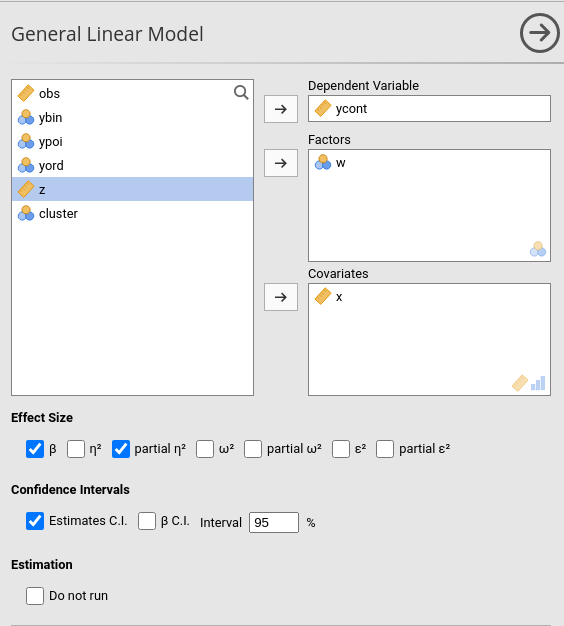 General Linear Model
obs
ybin
ypoi
yord
z
cluster
Dependent Variable
ycont
Factors
w
Covariates
x
Effect Size
β η² partial η² ω² partial ω² ε² partial ε²
Confidence Intervals
Estimates C.I. β C.I. Interval 95 %
Estimation
Do not run